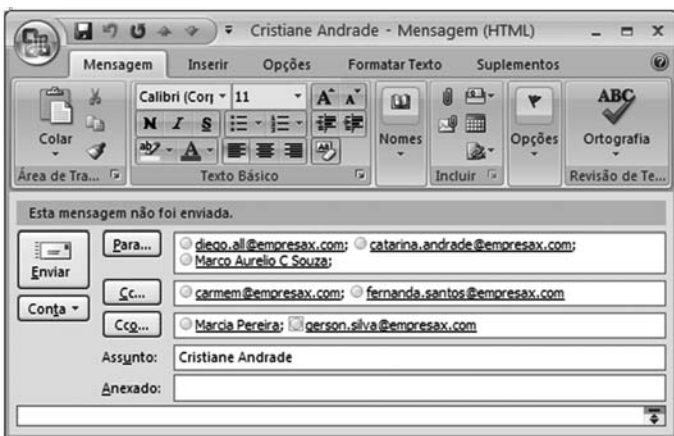 Cristiane Andrade - Mensagem (HTML)
Mensagem Inserir Opções Formatar Texto Suplementos
Calibri (Corp 11 A A
Colar N I S Nomes Opções ABC Ortografia
ab A
Área de Tra... Texto Básico Incluir Revisão de Te...
Esta mensagem não foi enviada.
Enviar
Conta
Para... diego.all@empresax.com; catarina.andrade@empresax.com;
Marco Aurelio C Souza;
Cc... carmem@empresax.com; fernanda.santos@empresax.com
Cco... Marcia Pereira; gerson.silva@empresax.com
Assunto: Cristiane Andrade
Anexado: